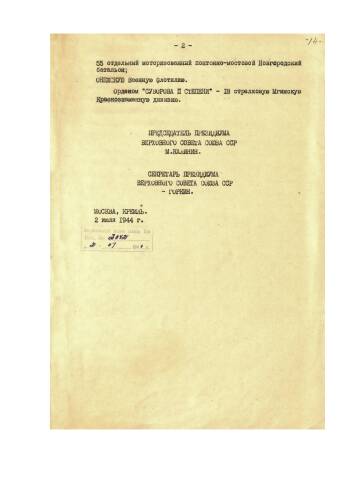 - 2 -
55 отдельный моторизованный понтонно-мостовой Новгородский
батальон;
ОНЕЖСКУЮ Военную флотилию.
Орденом "СУВОРОВА II СТЕПЕНИ" - 18 стрелковую Мгинскую
Краснознаменную дивизию.
ПРЕДСЕДАТЕЛЬ ПРЕЗИДИУМА
ВЕРХОВНОГО СОВЕТА СОЮЗА ССР
М.КАЛИНИН.
СЕКРЕТАРЬ ПРЕЗИДИУМА
ВЕРХОВНОГО СОВЕТА СОЮЗА ССР
- ГОРКИН.
МОСКВА, КРЕМЛЬ.
2 июля 1944 г.
07